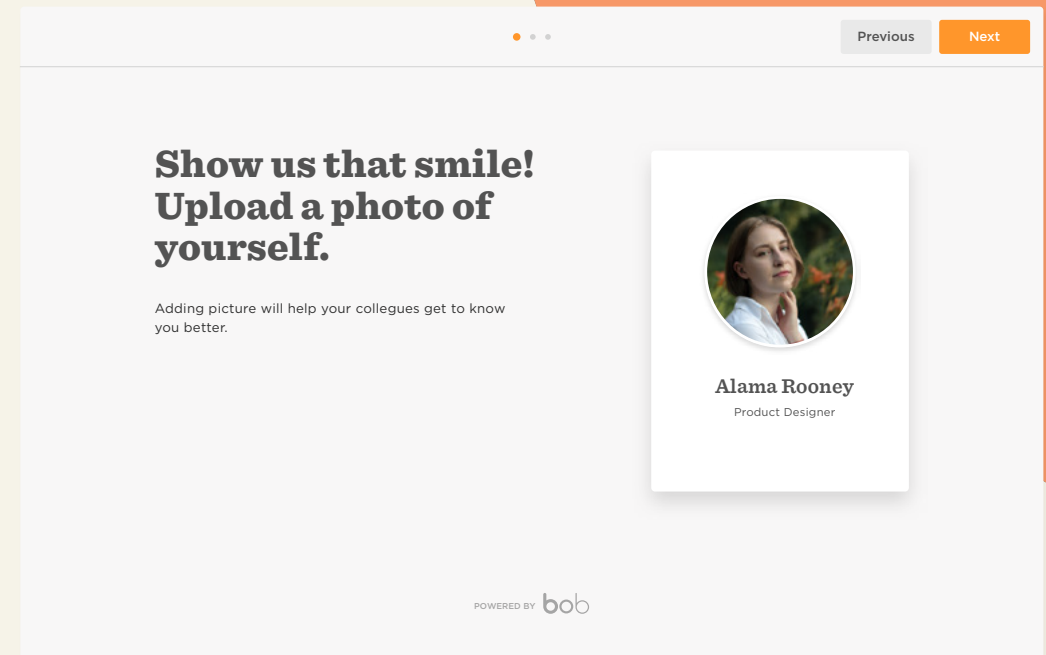 Previous
Next
Show us that smile!
Upload a photo of
yourself.
Adding picture will help your collegues get to know
you better.
Alama Rooney
Product Designer
POWERED BY bob